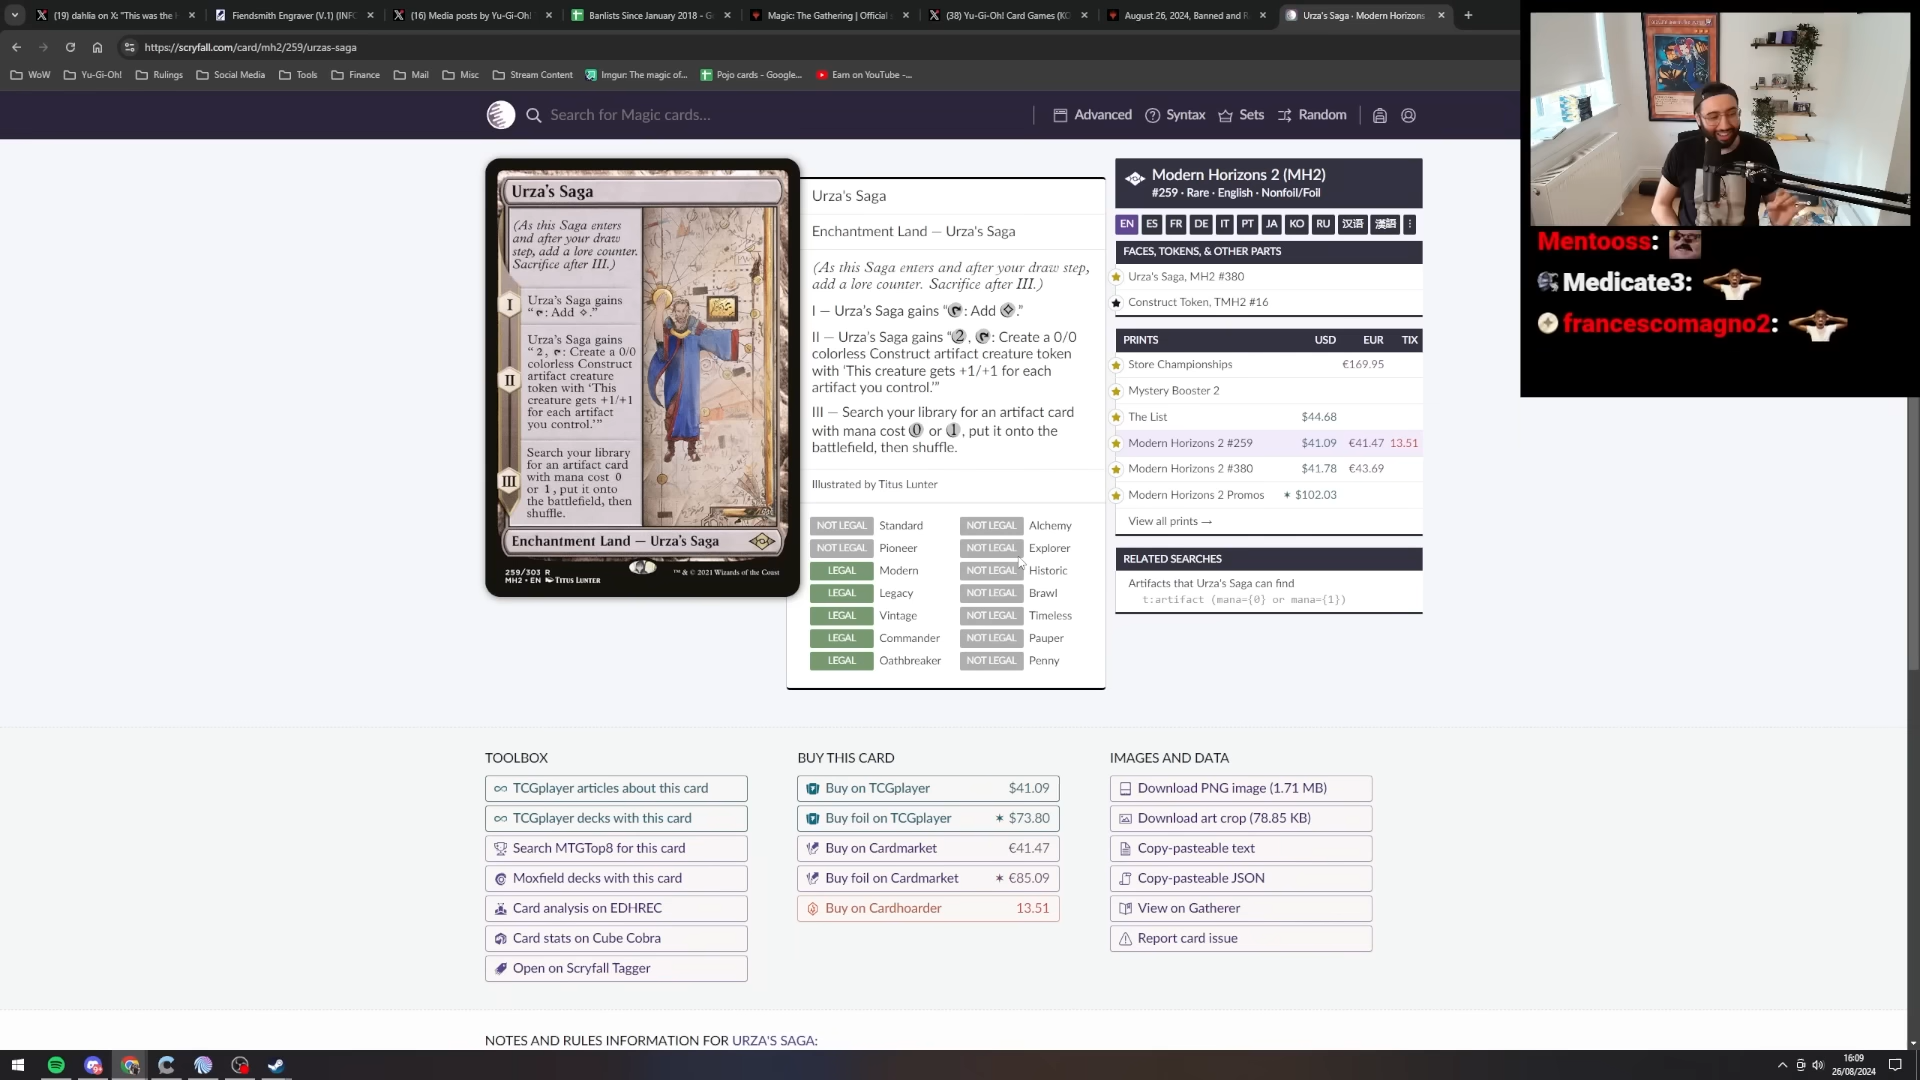 (19) dahlia on X: "This was the
Fiendsmith Engraver (V.1) (INFO
(16) Media posts by Yu-Gi-Oh!
Banlists Since January 2018 - G
Magic: The Gathering | Official
(38) Yu-Gi-Oh! Card Games (KO
August 26, 2024, Banned and R
Urza's Saga · Modern Horizons
https://scryfall.com/card/mh2/259/urzas-saga
WoW
Yu-Gi-Oh!
Rulings
Social Media
Tools
Finance
Mail
Misc
Stream Content
Imgur: The magic of...
Pojo cards - Google...
Earn on YouTube -...
Search for Magic cards...
Advanced
Syntax
Sets
Random
Urza's Saga
(As this Saga enters
and after your draw
step, add a lore counter.
Sacrifice after III.)
I
Urza's Saga gains
": Add ."
II
Urza's Saga gains
"2, : Create a 0/0
colorless Construct
artifact creature
token with 'This
creature gets +1/+1
for each artifact
you control.'"
III
Search your library
for an artifact card
with mana cost 0
or 1, put it onto
the battlefield, then
shuffle.
Enchantment Land — Urza's Saga
259/303 R
MH2 • EN Titus Lunter
™ & © 2021 Wizards of the Coast
Urza's Saga
Enchantment Land — Urza's Saga
(As this Saga enters and after your draw step,
add a lore counter. Sacrifice after III.)
I — Urza's Saga gains ": Add ."
II — Urza's Saga gains "2, : Create a 0/0
colorless Construct artifact creature token
with 'This creature gets +1/+1 for each
artifact you control.'"
III — Search your library for an artifact card
with mana cost 0 or 1, put it onto the
battlefield, then shuffle.
Illustrated by Titus Lunter
NOT LEGAL Standard NOT LEGAL Alchemy
NOT LEGAL Pioneer NOT LEGAL Explorer
LEGAL Modern NOT LEGAL Historic
LEGAL Legacy NOT LEGAL Brawl
LEGAL Vintage NOT LEGAL Timeless
LEGAL Commander NOT LEGAL Pauper
LEGAL Oathbreaker NOT LEGAL Penny
Modern Horizons 2 (MH2)
#259 · Rare · English · Nonfoil/Foil
EN ES FR DE IT PT JA KO RU 汉语 漢語
FACES, TOKENS, & OTHER PARTS
Urza's Saga, MH2 #380
Construct Token, TMH2 #16
PRINTS USD EUR TIX
Store Championships €169.95
Mystery Booster 2
The List $44.68
Modern Horizons 2 #259 $41.09 €41.47 13.51
Modern Horizons 2 #380 $41.78 €43.69
Modern Horizons 2 Promos ✶ $102.03
View all prints →
RELATED SEARCHES
Artifacts that Urza's Saga can find
t:artifact (mana={0} or mana={1})
Mentooss:
Medicate3:
francescomagno2:
TOOLBOX
TCGplayer articles about this card
TCGplayer decks with this card
Search MTGTop8 for this card
Moxfield decks with this card
Card analysis on EDHREC
Card stats on Cube Cobra
Open on Scryfall Tagger
BUY THIS CARD
Buy on TCGplayer $41.09
Buy foil on TCGplayer ✶ $73.80
Buy on Cardmarket €41.47
Buy foil on Cardmarket ✶ €85.09
Buy on Cardhoarder 13.51
IMAGES AND DATA
Download PNG image (1.71 MB)
Download art crop (78.85 KB)
Copy-pasteable text
Copy-pasteable JSON
View on Gatherer
Report card issue
NOTES AND RULES INFORMATION FOR URZA'S SAGA:
16:09
26/08/2024